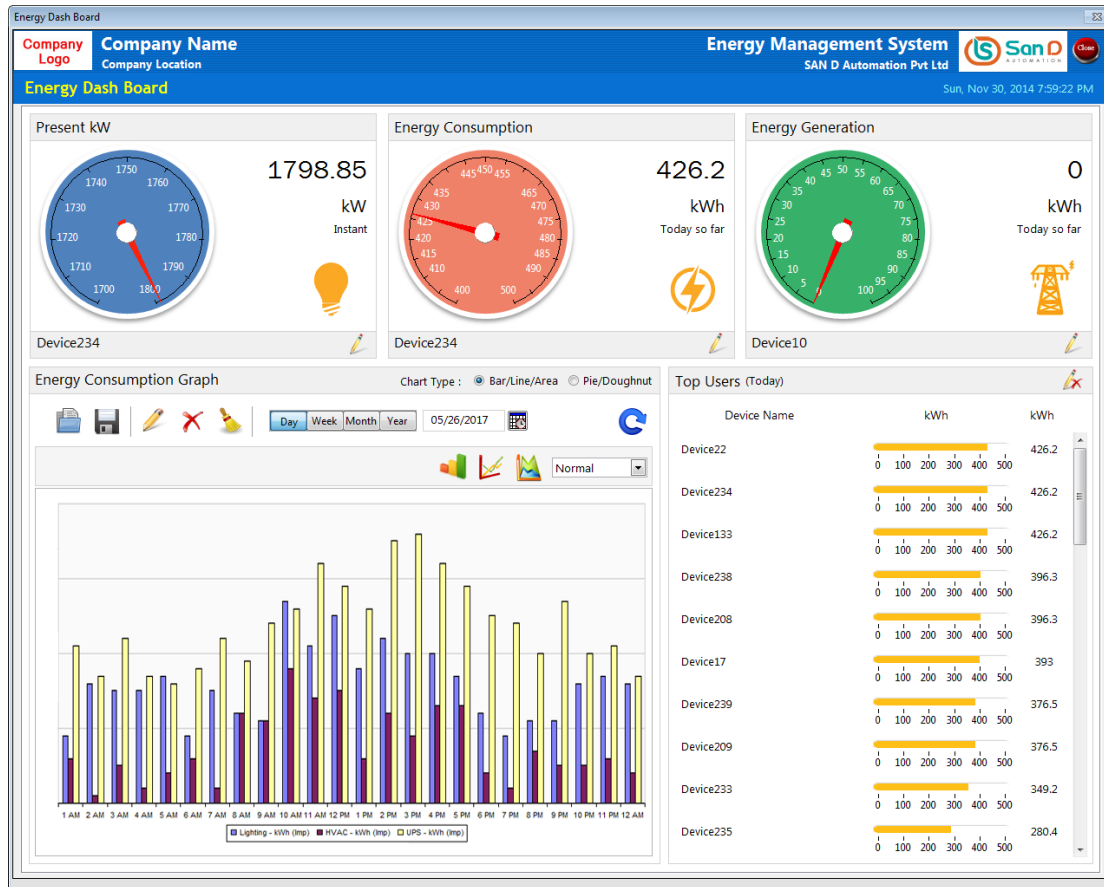 Energy Dash Board
Company Logo
Company Name
Company Location
Energy Management System
SAN D Automation Pvt Ltd
San D
AUTOMATION
Close
Energy Dash Board
Sun, Nov 30, 2014 7:59:22 PM
Present kW
1700 1710 1720 1730 1740 1750 1760 1770 1780 1790 1800
1798.85
kW
Instant
Device234
Energy Consumption
400 410 415 420 425 430 435 445 450 455 465 470 475 480 485 490 500
426.2
kWh
Today so far
Device234
Energy Generation
0 5 10 15 20 25 30 35 40 45 50 55 60 65 70 75 80 85 90 95 100
0
kWh
Today so far
Device10
Energy Consumption Graph
Chart Type : Bar/Line/Area Pie/Doughnut
Day Week Month Year 05/26/2017
Normal
1 AM 2 AM 3 AM 4 AM 5 AM 6 AM 7 AM 8 AM 9 AM 10 AM 11 AM 12 PM 1 PM 2 PM 3 PM 4 PM 5 PM 6 PM 7 PM 8 PM 9 PM 10 PM 11 PM 12 AM
Lighting - kWh (Imp) HVAC - kWh (Imp) UPS - kWh (Imp)
Top Users (Today)
Device Name kWh kWh
Device22 426.2
0 100 200 300 400 500
Device234 426.2
0 100 200 300 400 500
Device133 426.2
0 100 200 300 400 500
Device238 396.3
0 100 200 300 400 500
Device208 396.3
0 100 200 300 400 500
Device17 393
0 100 200 300 400 500
Device239 376.5
0 100 200 300 400 500
Device209 376.5
0 100 200 300 400 500
Device233 349.2
0 100 200 300 400 500
Device235 280.4
0 100 200 300 400 500